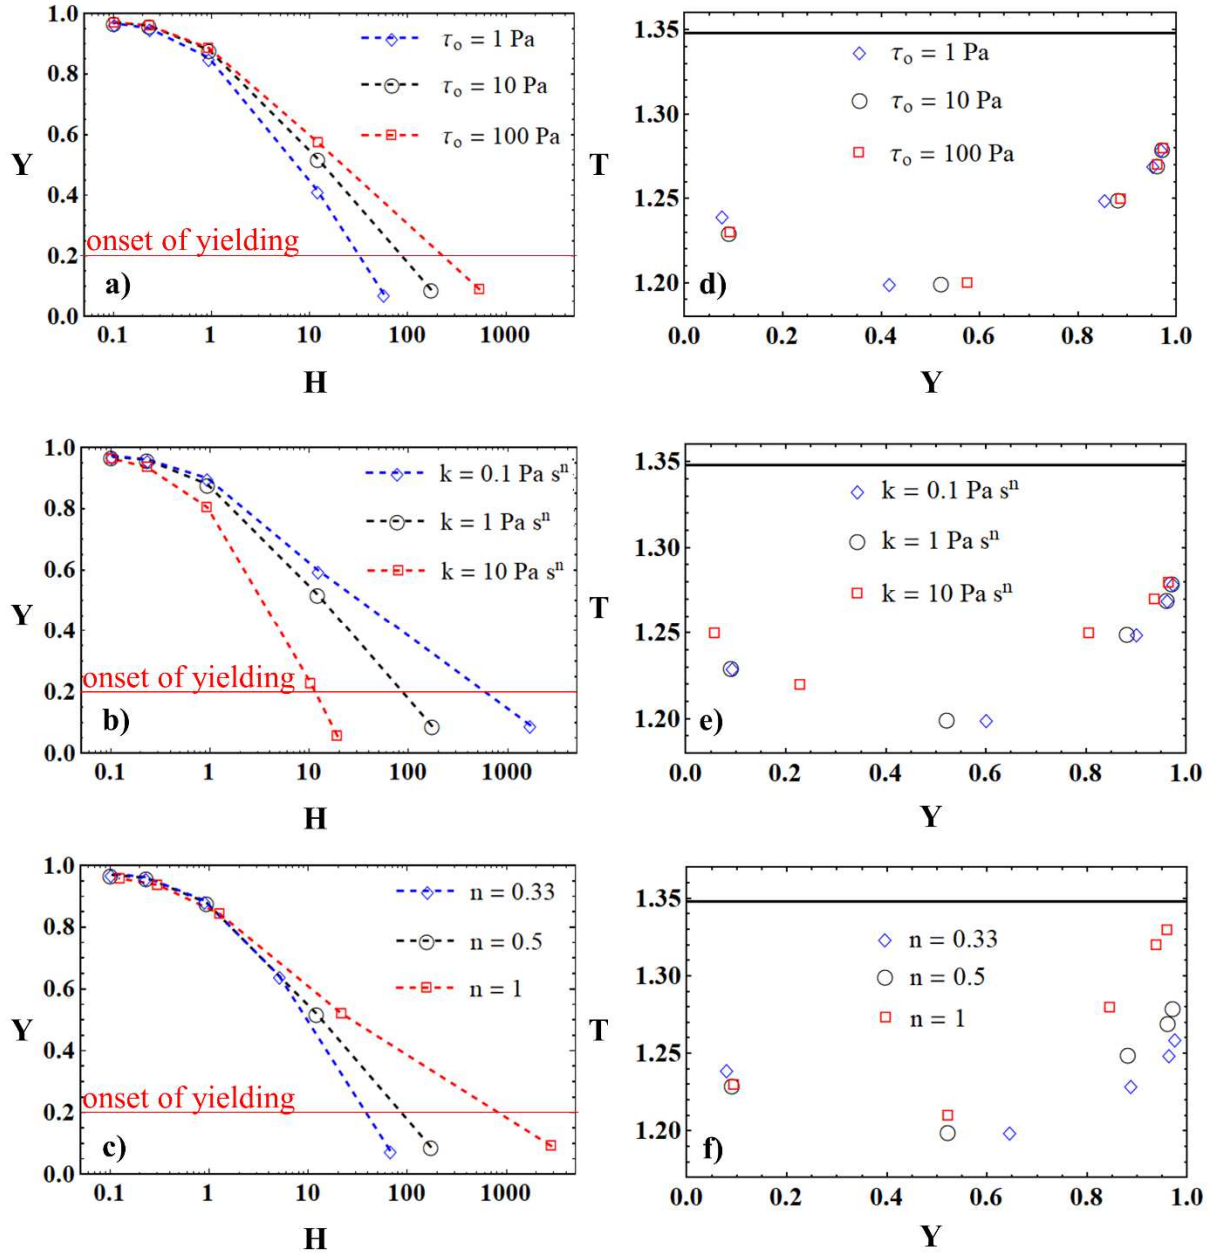 1.0
0.8
0.6
0.4
0.2
0.0
Y
τₒ = 1 Pa
τₒ = 10 Pa
τₒ = 100 Pa
onset of yielding
a)
0.1 1 10 100 1000
H
1.35
1.30
1.25
1.20
T
τₒ = 1 Pa
τₒ = 10 Pa
τₒ = 100 Pa
d)
0.0 0.2 0.4 0.6 0.8 1.0
Y
1.0
0.8
0.6
0.4
0.2
0.0
Y
k = 0.1 Pa sⁿ
k = 1 Pa sⁿ
k = 10 Pa sⁿ
onset of yielding
b)
0.1 1 10 100 1000
H
1.35
1.30
1.25
1.20
T
k = 0.1 Pa sⁿ
k = 1 Pa sⁿ
k = 10 Pa sⁿ
e)
0.0 0.2 0.4 0.6 0.8 1.0
Y
1.0
0.8
0.6
0.4
0.2
0.0
Y
n = 0.33
n = 0.5
n = 1
onset of yielding
c)
0.1 1 10 100 1000
H
1.35
1.30
1.25
1.20
T
n = 0.33
n = 0.5
n = 1
f)
0.0 0.2 0.4 0.6 0.8 1.0
Y